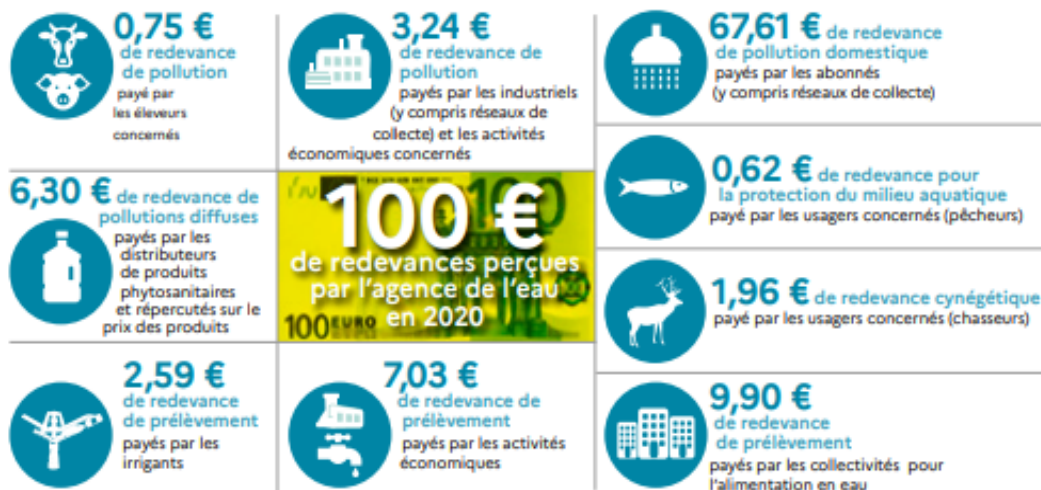 0,75 €
de redevance
de pollution
payé par
les éleveurs
concernés
3,24 €
de redevance de
pollution
payés par les industriels
(y compris réseaux de
collecte) et les activités
économiques concernés
67,61 € de redevance
de pollution domestique
payés par les abonnés
(y compris réseaux de collecte)
6,30 € de redevance de
pollutions diffuses
payés par les
distributeurs
de produits
phytosanitaires
et répercutés sur le
prix des produits
100 €
de redevances perçues
par l'agence de l'eau
en 2020
100
100 EURO
0,62 € de redevance pour
la protection du milieu aquatique
payé par les usagers concernés (pêcheurs)
1,96 € de redevance cynégétique
payé par les usagers concernés (chasseurs)
2,59 €
de redevance
de prélèvement
payés par les
irrigants
7,03 €
de redevance de
prélèvement
payés par les activités
économiques
9,90 €
de redevance
de prélèvement
payés par les collectivités pour
l'alimentation en eau